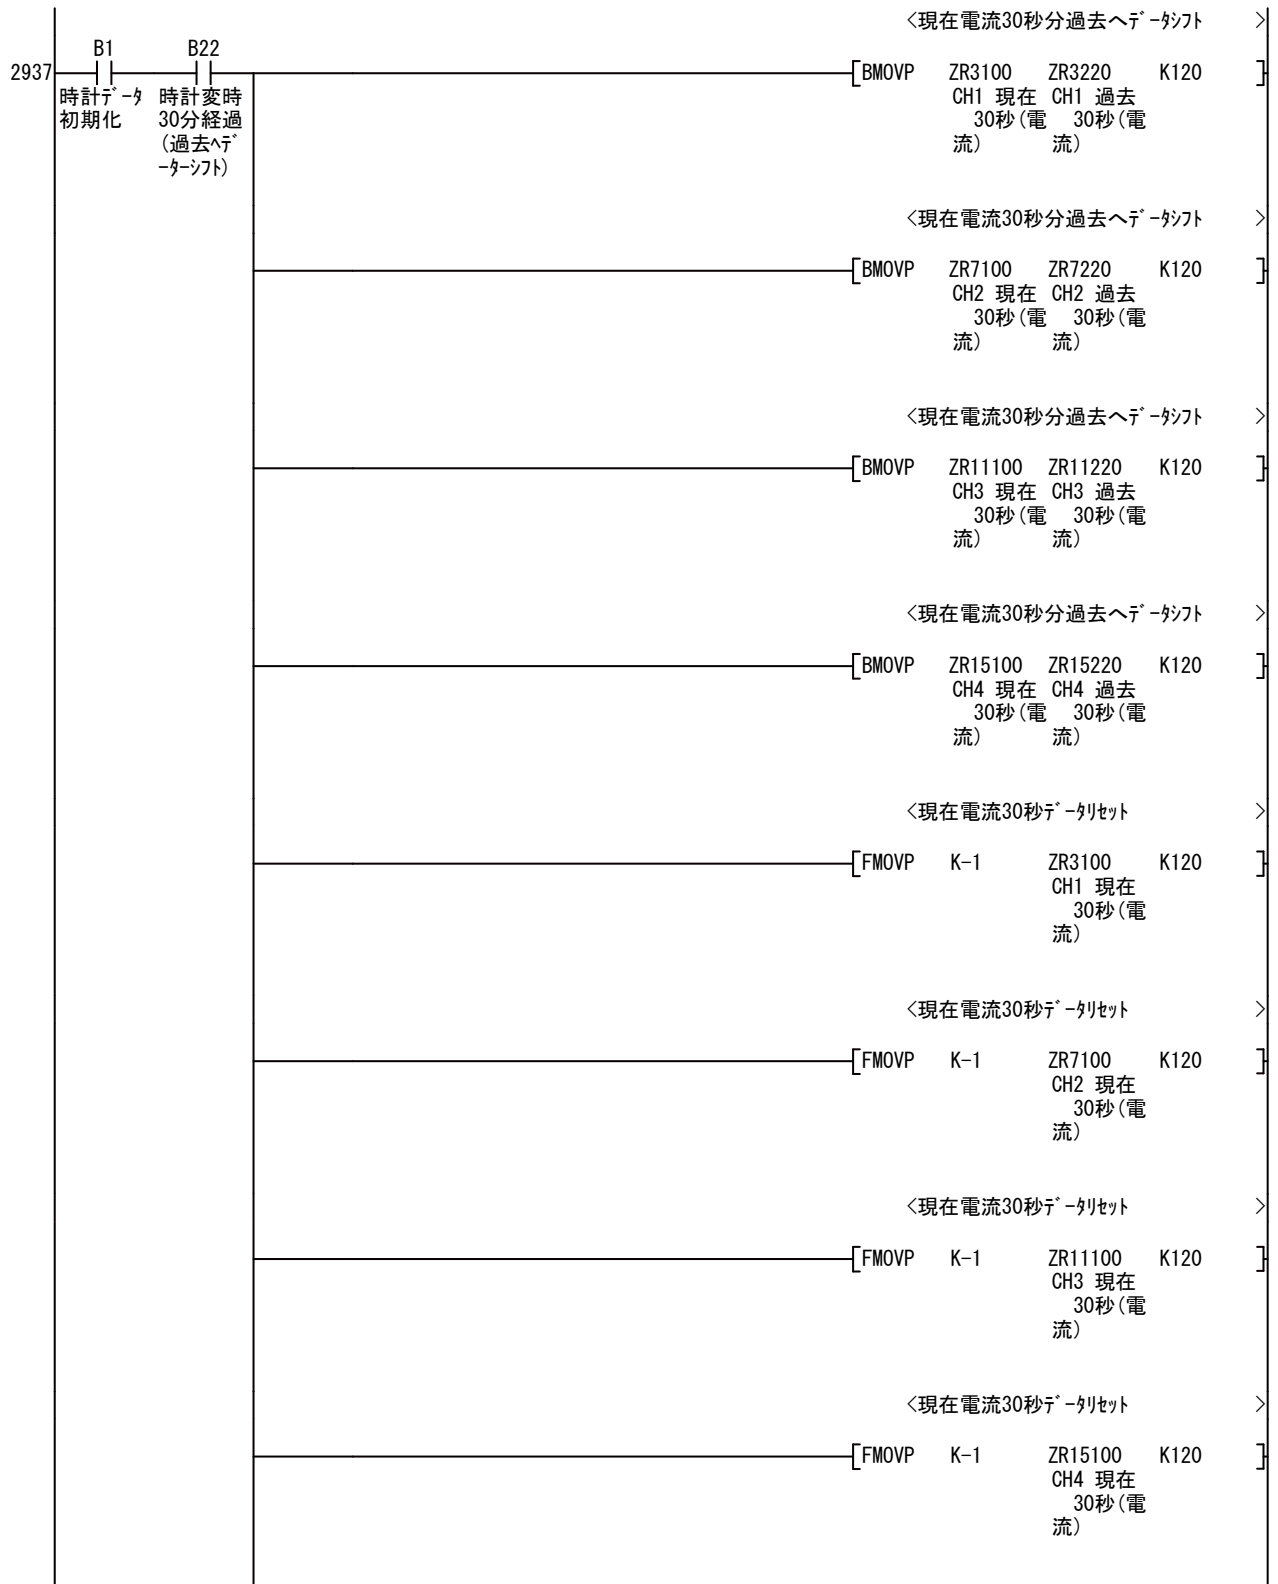 <現在電流30秒分過去へﾃﾞｰﾀｼﾌﾄ >
B1 B22
2937 [BMOVP ZR3100 ZR3220 K120 ]
時計ﾃﾞｰﾀ 時計変時 CH1 現在 CH1 過去
初期化 30分経過 30秒(電 30秒(電
(過去へﾃﾞ 流) 流)
ｰﾀｰｼﾌﾄ)
<現在電流30秒分過去へﾃﾞｰﾀｼﾌﾄ >
[BMOVP ZR7100 ZR7220 K120 ]
CH2 現在 CH2 過去
30秒(電 30秒(電
流) 流)
<現在電流30秒分過去へﾃﾞｰﾀｼﾌﾄ >
[BMOVP ZR11100 ZR11220 K120 ]
CH3 現在 CH3 過去
30秒(電 30秒(電
流) 流)
<現在電流30秒分過去へﾃﾞｰﾀｼﾌﾄ >
[BMOVP ZR15100 ZR15220 K120 ]
CH4 現在 CH4 過去
30秒(電 30秒(電
流) 流)
<現在電流30秒ﾃﾞｰﾀﾘｾｯﾄ >
[FMOVP K-1 ZR3100 K120 ]
CH1 現在
30秒(電
流)
<現在電流30秒ﾃﾞｰﾀﾘｾｯﾄ >
[FMOVP K-1 ZR7100 K120 ]
CH2 現在
30秒(電
流)
<現在電流30秒ﾃﾞｰﾀﾘｾｯﾄ >
[FMOVP K-1 ZR11100 K120 ]
CH3 現在
30秒(電
流)
<現在電流30秒ﾃﾞｰﾀﾘｾｯﾄ >
[FMOVP K-1 ZR15100 K120 ]
CH4 現在
30秒(電
流)